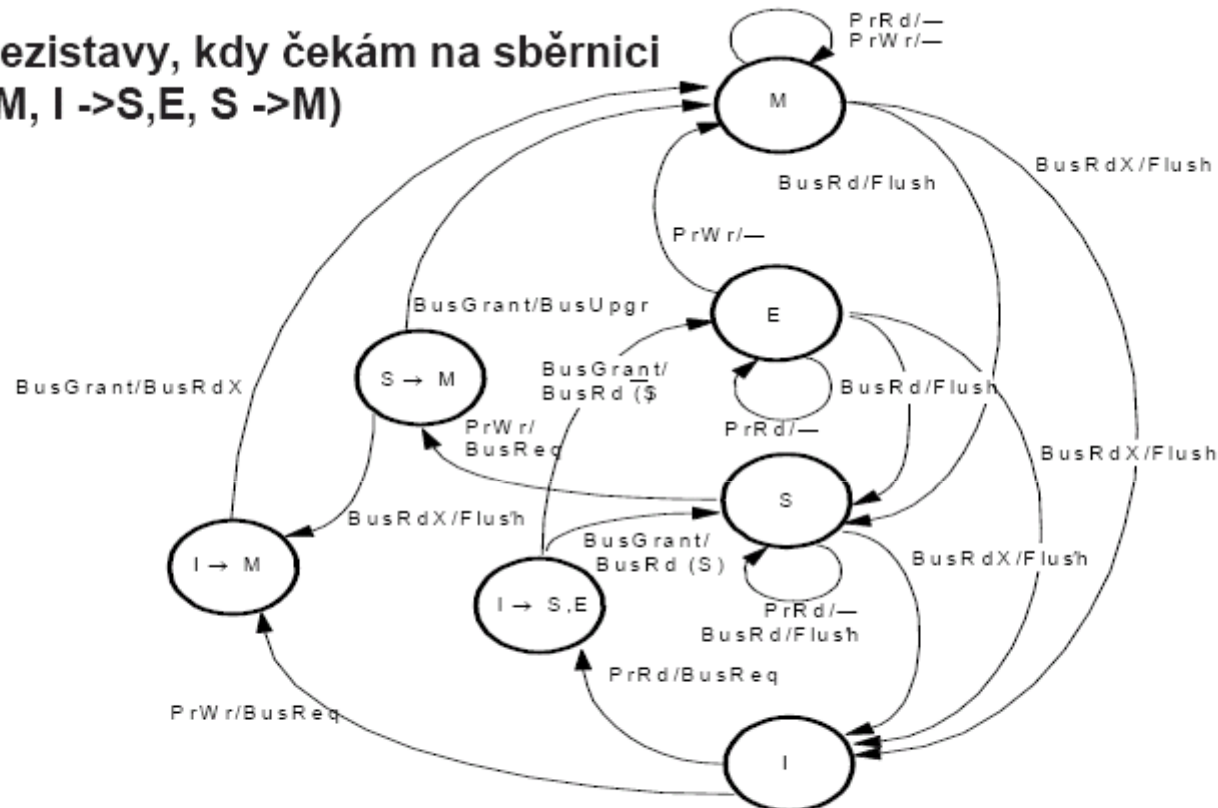 ezistavy, kdy čekám na sběrnici
M, I ->S,E, S ->M)
PrRd/—
PrWr/—
M
BusRdX/Flush
BusRd/Flush
PrWr/—
BusGrant/BusUpgr
E
S → M
BusGrant/
BusRd (S̅
BusGrant/BusRdX
BusRd/Flush
PrRd/—
PrWr/
BusReq
BusRdX/Flush
S
BusRdX/Flush'
BusGrant/
BusRd (S)
BusRdX/Flush'
I → M
I → S,E
PrRd/—
BusRd/Flush'
PrRd/BusReq
PrWr/BusReq
I